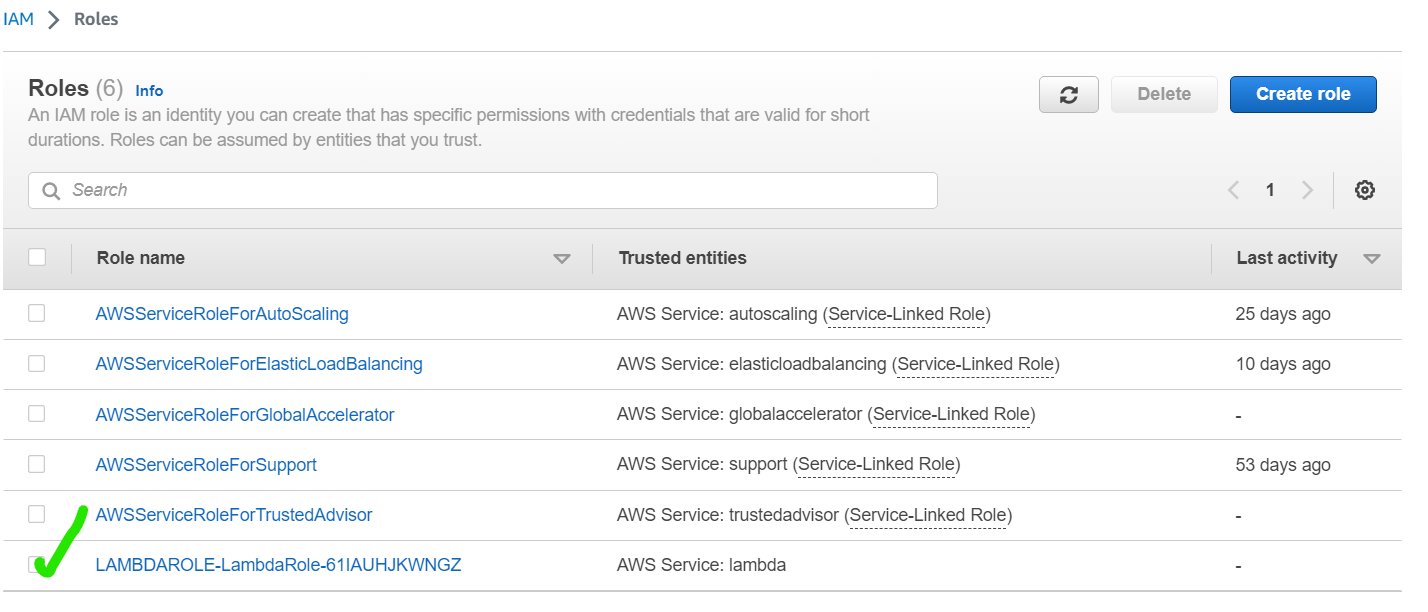 IAM > Roles
Roles (6) Info
An IAM role is an identity you can create that has specific permissions with credentials that are valid for short
durations. Roles can be assumed by entities that you trust.
Delete
Create role
Search
1
Role name Trusted entities Last activity
AWSServiceRoleForAutoScaling AWS Service: autoscaling (Service-Linked Role) 25 days ago
AWSServiceRoleForElasticLoadBalancing AWS Service: elasticloadbalancing (Service-Linked Role) 10 days ago
AWSServiceRoleForGlobalAccelerator AWS Service: globalaccelerator (Service-Linked Role) -
AWSServiceRoleForSupport AWS Service: support (Service-Linked Role) 53 days ago
AWSServiceRoleForTrustedAdvisor AWS Service: trustedadvisor (Service-Linked Role) -
LAMBDAROLE-LambdaRole-61IAUHJKWNGZ AWS Service: lambda -